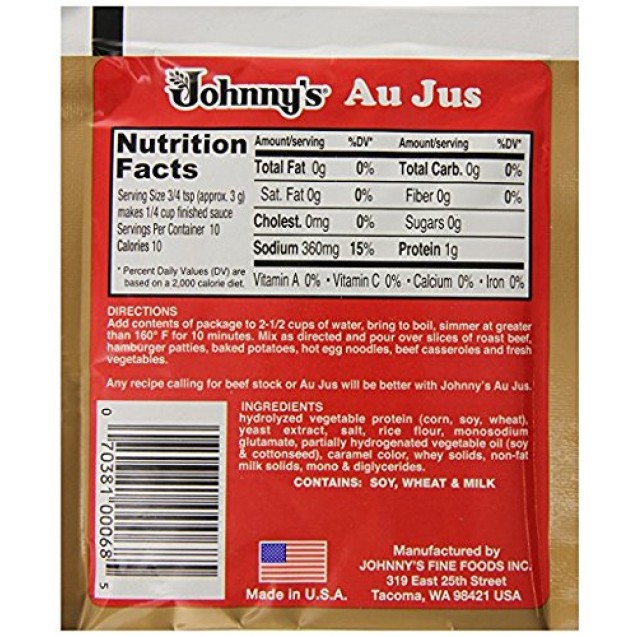 Johnny's® Au Jus
Nutrition Facts
Serving Size 3/4 tsp (approx. 3 g)
makes 1/4 cup finished sauce
Servings Per Container 10
Calories 10
* Percent Daily Values (DV) are
based on a 2,000 calorie diet.
Amount/serving %DV* Amount/serving %DV*
Total Fat 0g 0% Total Carb. 0g 0%
Sat. Fat 0g 0% Fiber 0g 0%
Cholest. 0mg 0% Sugars 0g
Sodium 360mg 15% Protein 1g
Vitamin A 0% • Vitamin C 0% • Calcium 0% • Iron 0%
DIRECTIONS
Add contents of package to 2-1/2 cups of water, bring to boil, simmer at greater
than 160° F for 10 minutes. Mix as directed and pour over slices of roast beef,
hamburger patties, baked potatoes, hot egg noodles, beef casseroles and fresh
vegetables.
Any recipe calling for beef stock or Au Jus will be better with Johnny's Au Jus.
INGREDIENTS
hydrolyzed vegetable protein (corn, soy, wheat),
yeast extract, salt, rice flour, monosodium
glutamate, partially hydrogenated vegetable oil (soy
& cottonseed), caramel color, whey solids, non-fat
milk solids, mono & diglycerides.
CONTAINS: SOY, WHEAT & MILK
0 70381 00068 5
Made in U.S.A.
Manufactured by
JOHNNY'S FINE FOODS INC.
319 East 25th Street
Tacoma, WA 98421 USA